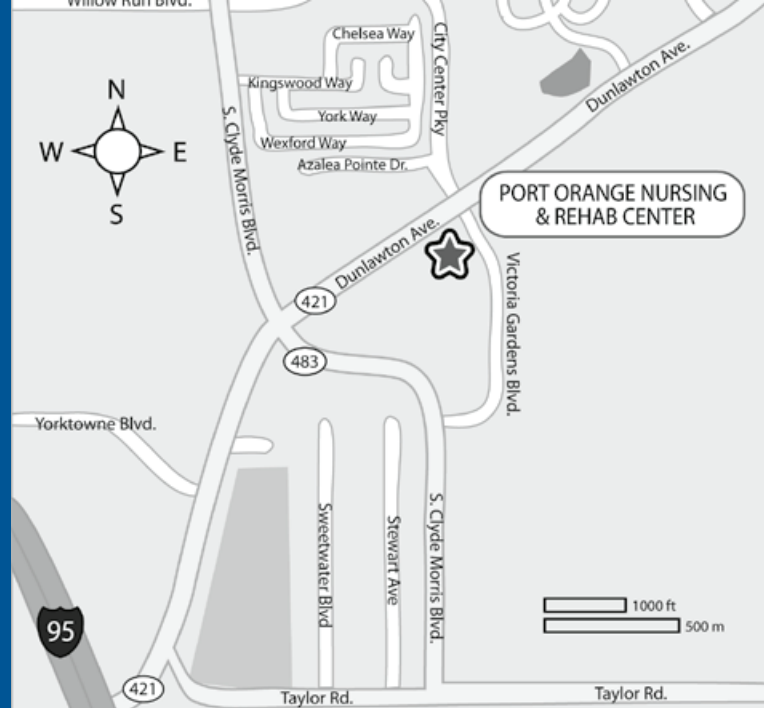 Willow Run Blvd.
Chelsea Way
City Center Pky
Dunlawton Ave.
Kingswood Way
N
York Way
S. Clyde Morris Blvd.
Wexford Way
W
E
Azalea Pointe Dr.
S
PORT ORANGE NURSING
& REHAB CENTER
Dunlawton Ave.
Victoria Gardens Blvd.
421
483
Yorktowne Blvd.
Sweetwater Blvd
Stewart Ave
S. Clyde Morris Blvd.
1000 ft
500 m
95
421
Taylor Rd.
Taylor Rd.